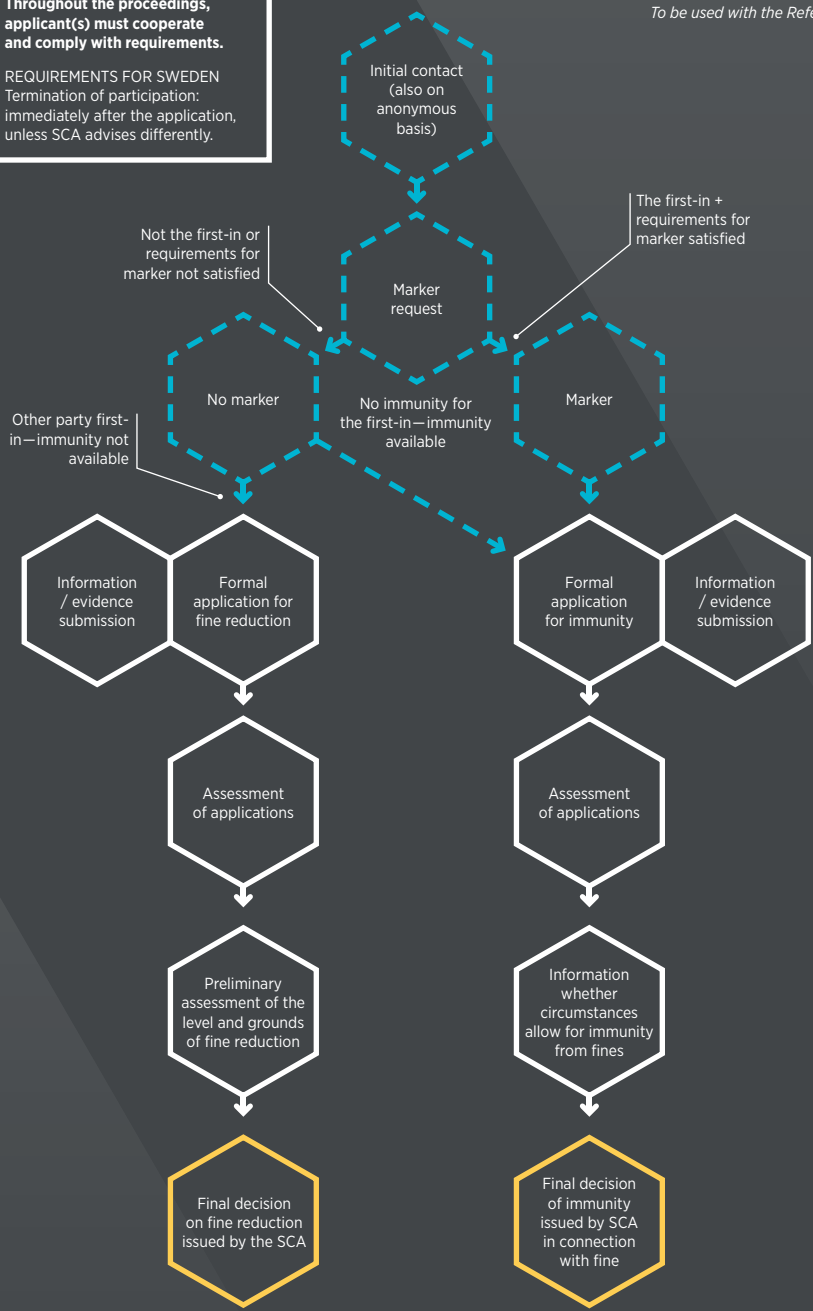 Throughout the proceedings,
applicant(s) must cooperate
and comply with requirements.
REQUIREMENTS FOR SWEDEN
Termination of participation:
immediately after the application,
unless SCA advises differently.
To be used with the
Initial contact
(also on
anonymous
basis)
The first-in +
requirements for
marker satisfied
Not the first-in or
requirements for
marker not satisfied
Marker
request
No marker
No immunity for
the first-in—immunity
available
Marker
Other party first-
in—immunity not
available
Information
/ evidence
submission
Formal
application for
fine reduction
Formal
application
for immunity
Information
/ evidence
submission
Assessment
of applications
Assessment
of applications
Preliminary
assessment of the
level and grounds
of fine reduction
Information
whether
circumstances
allow for immunity
from fines
Final decision
on fine reduction
issued by the SCA
Final decision
of immunity
issued by SCA
in connection
with fine